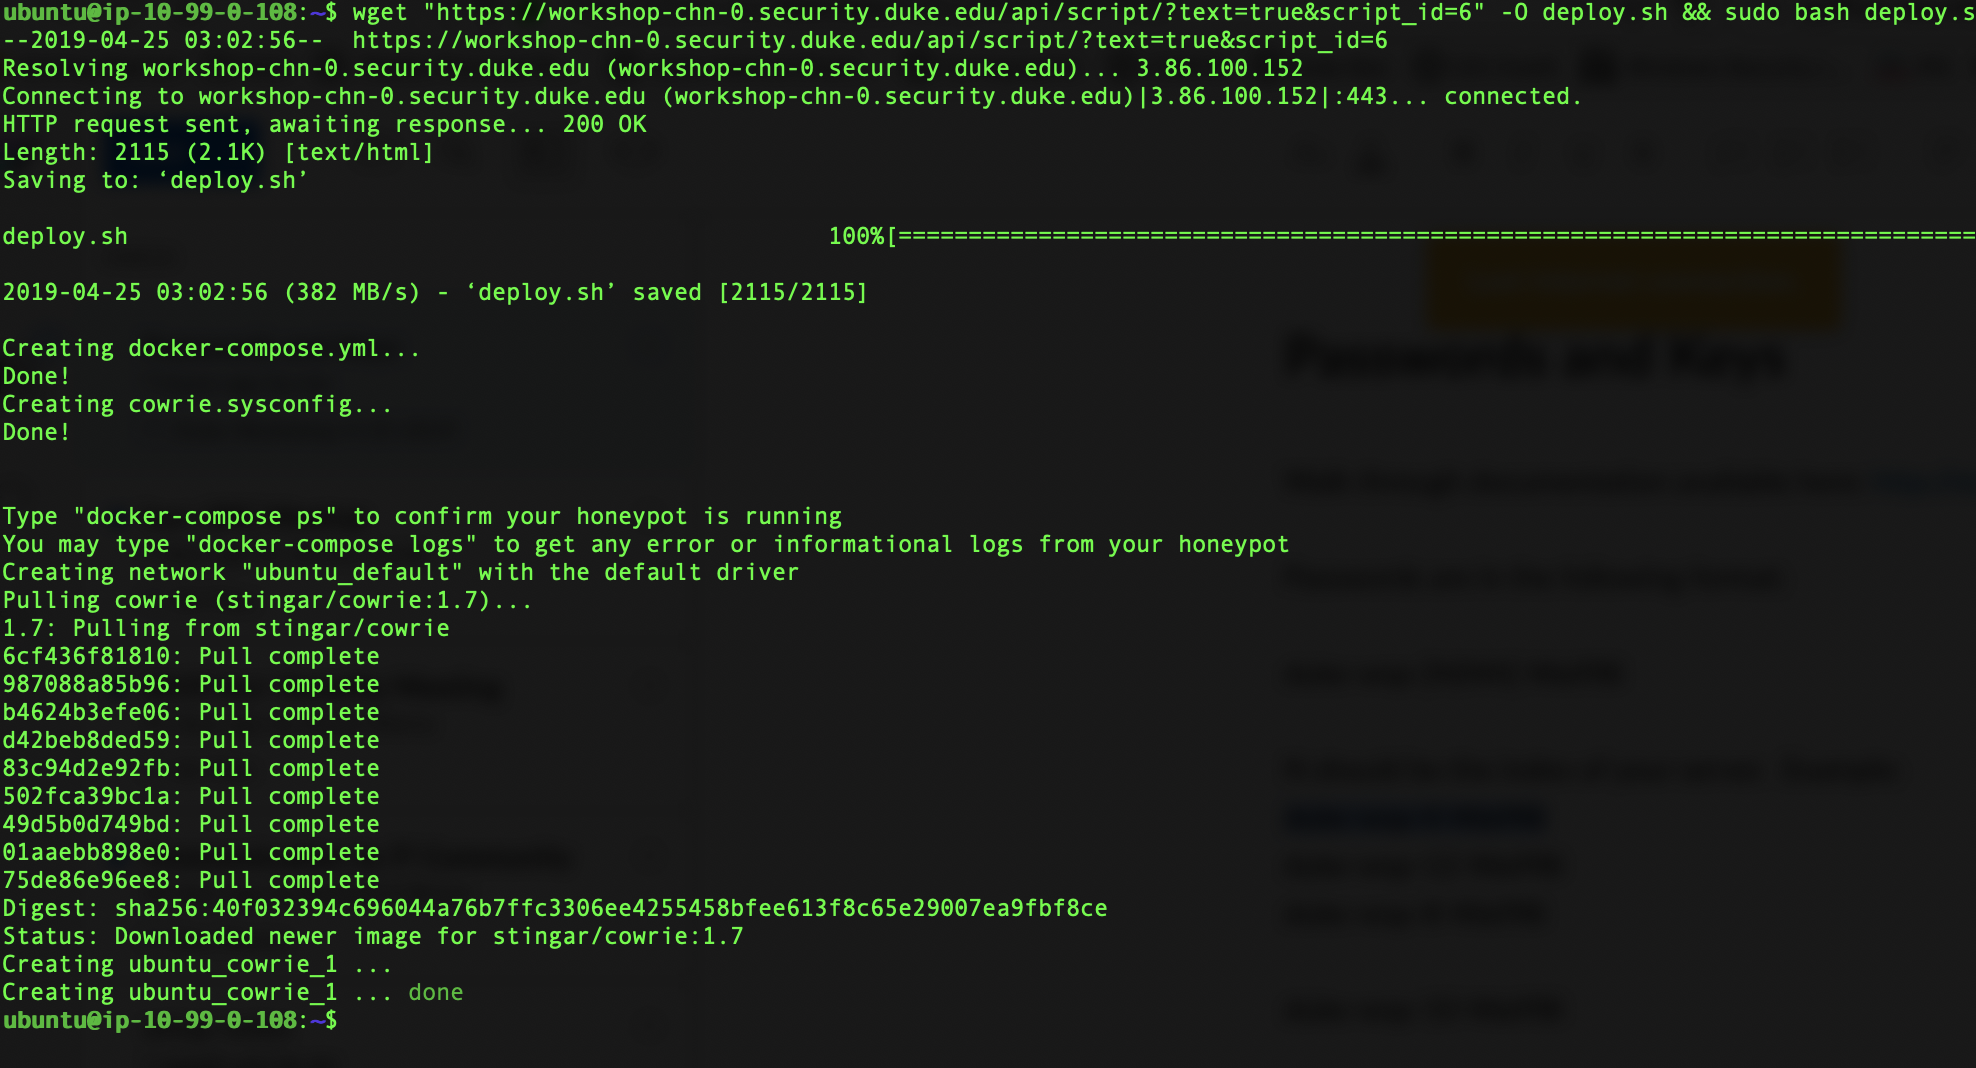 ubuntu@ip-10-99-0-108:~$ wget "https://workshop-chn-0.security.duke.edu/api/script/?text=true&script_id=6" -O deploy.sh && sudo bash deploy.s
--2019-04-25 03:02:56--  https://workshop-chn-0.security.duke.edu/api/script/?text=true&script_id=6
Resolving workshop-chn-0.security.duke.edu (workshop-chn-0.security.duke.edu)... 3.86.100.152
Connecting to workshop-chn-0.security.duke.edu (workshop-chn-0.security.duke.edu)|3.86.100.152|:443... connected.
HTTP request sent, awaiting response... 200 OK
Length: 2115 (2.1K) [text/html]
Saving to: ‘deploy.sh’
deploy.sh 100%[=============================================================================
2019-04-25 03:02:56 (382 MB/s) - ‘deploy.sh’ saved [2115/2115]
Creating docker-compose.yml...
Done!
Creating cowrie.sysconfig...
Done!
Type "docker-compose ps" to confirm your honeypot is running
You may type "docker-compose logs" to get any error or informational logs from your honeypot
Creating network "ubuntu_default" with the default driver
Pulling cowrie (stingar/cowrie:1.7)...
1.7: Pulling from stingar/cowrie
6cf436f81810: Pull complete
987088a85b96: Pull complete
b4624b3efe06: Pull complete
d42beb8ded59: Pull complete
83c94d2e92fb: Pull complete
502fca39bc1a: Pull complete
49d5b0d749bd: Pull complete
01aaebb898e0: Pull complete
75de86e96ee8: Pull complete
Digest: sha256:40f032394c696044a76b7ffc3306ee4255458bfee613f8c65e29007ea9fbf8ce
Status: Downloaded newer image for stingar/cowrie:1.7
Creating ubuntu_cowrie_1 ...
Creating ubuntu_cowrie_1 ... done
ubuntu@ip-10-99-0-108:~$
Passwords and Keys